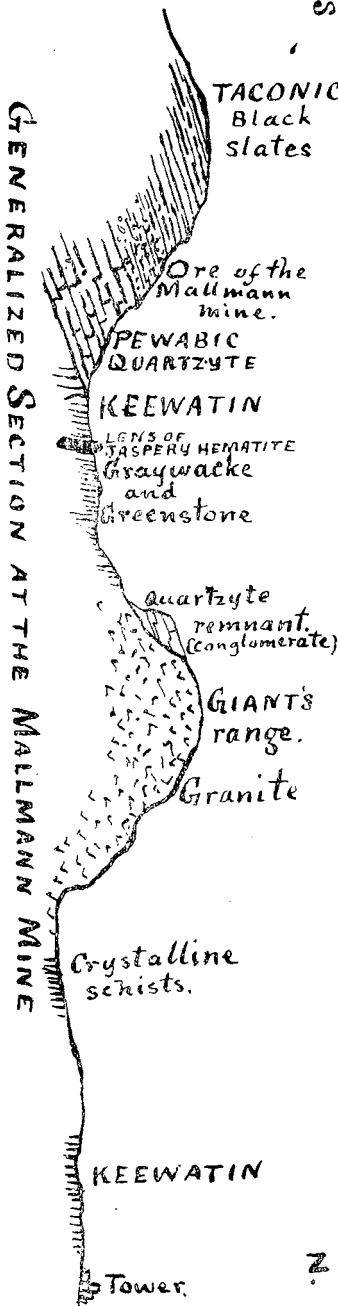 S
TACONIC
Black
slates
Ore of the
Mallmann
mine.
PEWABIC
QUARTZYTE
KEEWATIN
LENS OF
JASPERY HEMATITE
Graywacke
and
Greenstone
Quartzyte
remnant.
(conglomerate)
GIANT'S
range.
Granite
Crystalline
schists.
KEEWATIN
N
Tower.
GENERALIZED SECTION AT THE MALLMANN MINE